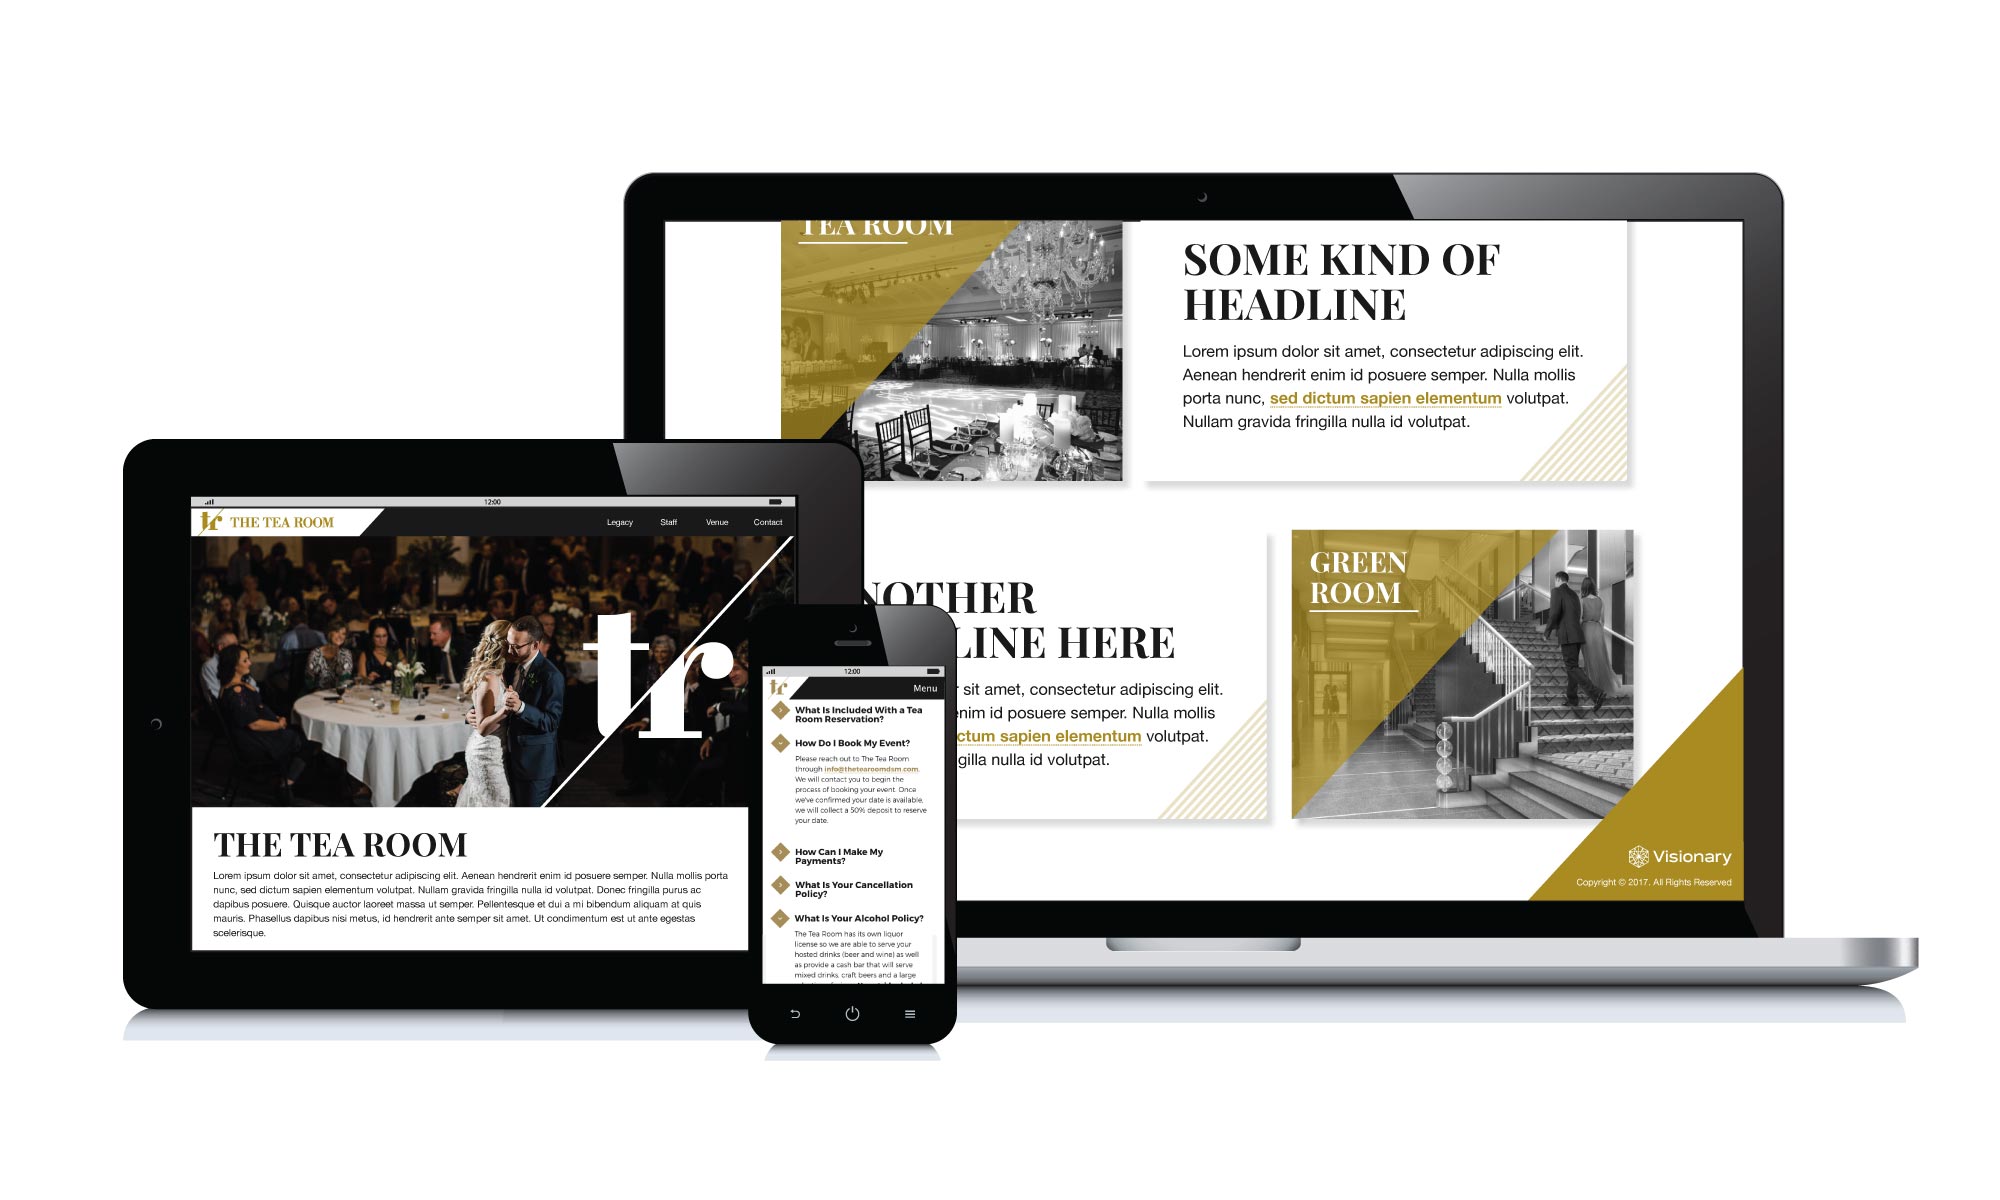 TEA ROOM
SOME KIND OF
HEADLINE
Lorem ipsum dolor sit amet, consectetur adipiscing elit.
Aenean hendrerit enim id posuere semper. Nulla mollis
porta nunc, sed dictum sapien elementum volutpat.
Nullam gravida fringilla nulla id volutpat.
NOTHER
LINE HERE
sit amet, consectetur adipiscing elit.
enim id posuere semper. Nulla mollis
ctum sapien elementum volutpat.
gilla nulla id volutpat.
GREEN
ROOM
Visionary
Copyright © 2017. All Rights Reserved
12:00
tr THE TEA ROOM
Legacy Staff Venue Contact
tr
THE TEA ROOM
Lorem ipsum dolor sit amet, consectetur adipiscing elit. Aenean hendrerit enim id posuere semper. Nulla mollis porta
nunc, sed dictum sapien elementum volutpat. Nullam gravida fringilla nulla id volutpat. Donec fringilla purus ac
dapibus posuere. Quisque auctor laoreet massa ut semper. Pellentesque et dui a mi bibendum aliquam at quis
mauris. Phasellus dapibus nisi metus, id hendrerit ante semper sit amet. Ut condimentum est ut ante egestas
scelerisque.
12:00
tr Menu
What Is Included With a Tea
Room Reservation?
How Do I Book My Event?
Please reach out to The Tea Room
through info@thetearoomdsm.com.
We will contact you to begin the
process of booking your event. Once
we've confirmed your date is available,
we will collect a 50% deposit to reserve
your date.
How Can I Make My
Payments?
What Is Your Cancellation
Policy?
What Is Your Alcohol Policy?
The Tea Room has its own liquor
license so we are able to serve your
hosted drinks (beer and wine) as well
as provide a cash bar that will serve
mixed drinks, craft beers and a large